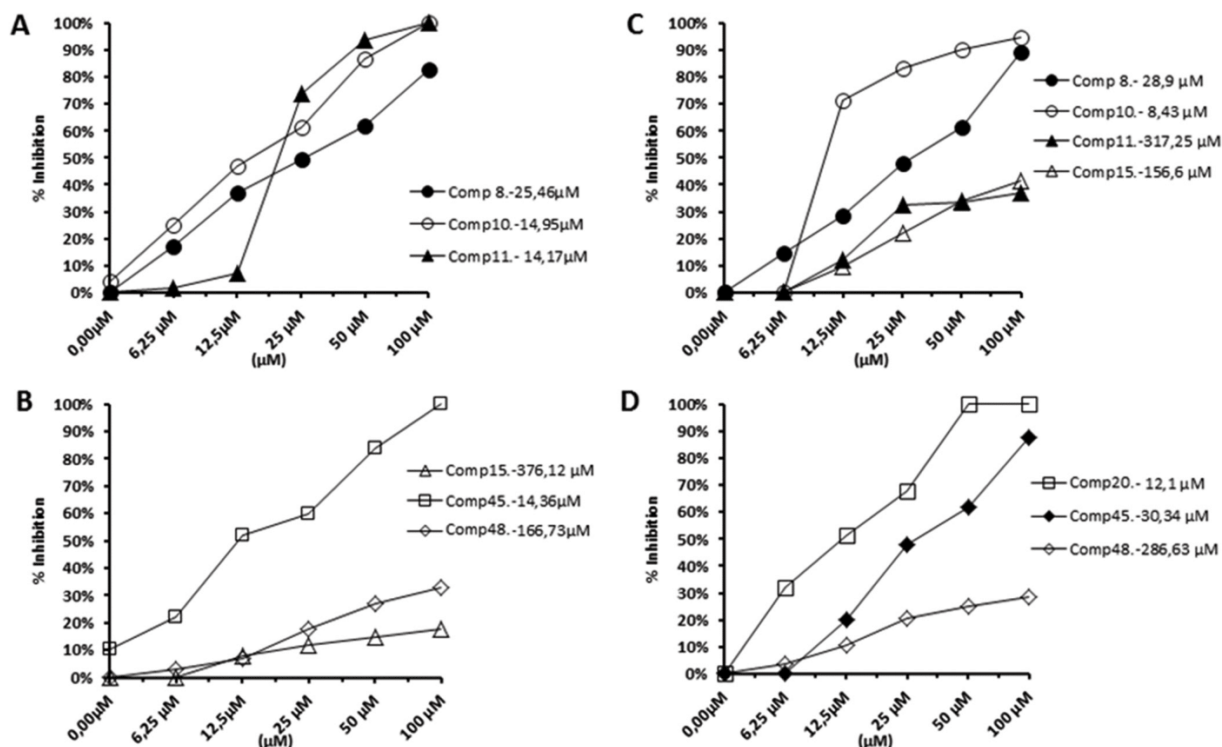 A
% Inhibition
100%
90%
80%
70%
60%
50%
40%
30%
20%
10%
0%
0,00µM
6,25 µM
12,5µM
25 µM
50 µM
100 µM
(µM)
Comp 8.-25,46µM
Comp10.-14,95µM
Comp11.- 14,17µM
C
% Inhibition
100%
90%
80%
70%
60%
50%
40%
30%
20%
10%
0%
0,00µM
6,25 µM
12,5 µM
25 µM
50 µM
100 µM
(µM)
Comp 8.- 28,9 µM
Comp10.- 8,43 µM
Comp11.-317,25 µM
Comp15.-156,6 µM
B
% Inhibition
100%
90%
80%
70%
60%
50%
40%
30%
20%
10%
0%
0,00µM
6,25 µM
12,5µM
25 µM
50 µM
100 µM
(µM)
Comp15.-376,12 µM
Comp45.-14,36µM
Comp48.-166,73µM
D
% Inhibition
100%
90%
80%
70%
60%
50%
40%
30%
20%
10%
0%
0,00µM
6,25 µM
12,5 µM
25 µM
50 µM
100 µM
(µM)
Comp20.- 12,1 µM
Comp45.-30,34 µM
Comp48.-286,63 µM